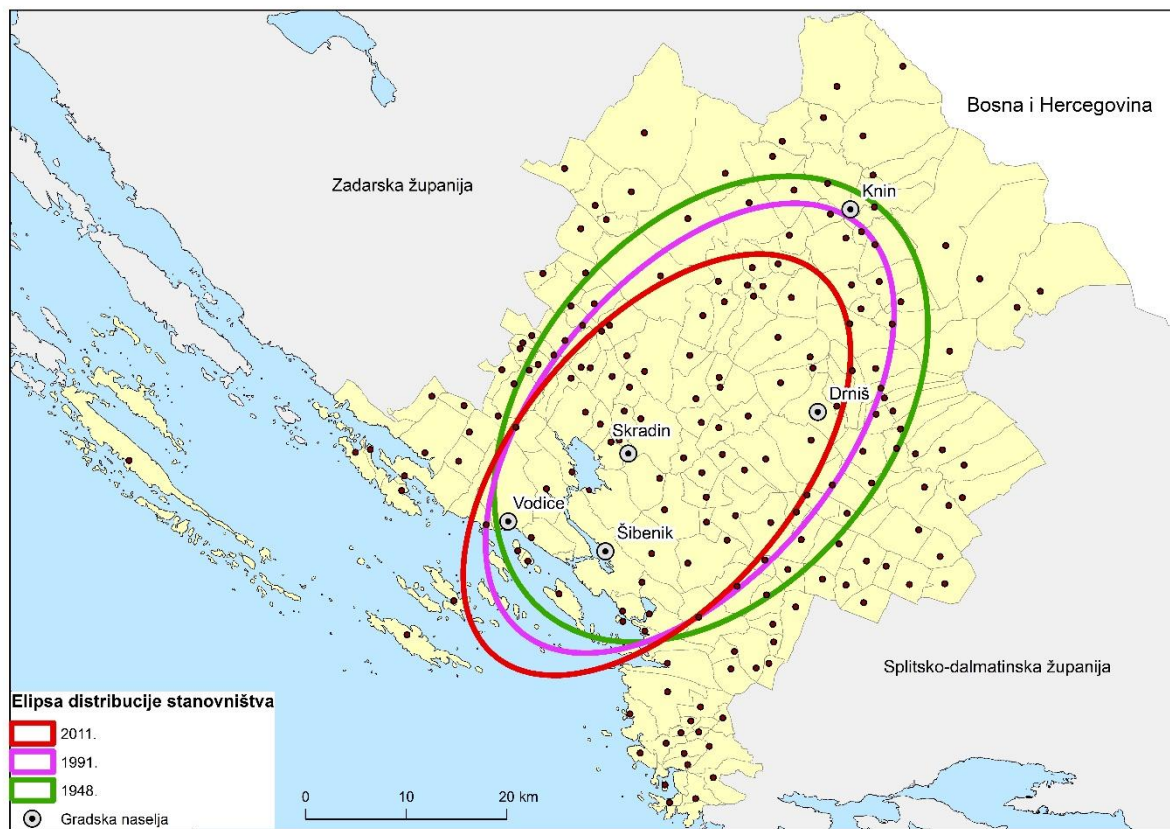 Bosna i Hercegovina
Zadarska županija
Knin
Drniš
Skradin
Vodice
Šibenik
Splitsko-dalmatinska županija
Elipsa distribucije stanovništva
2011.
1991.
1948.
Gradska naselja
0 10 20 km